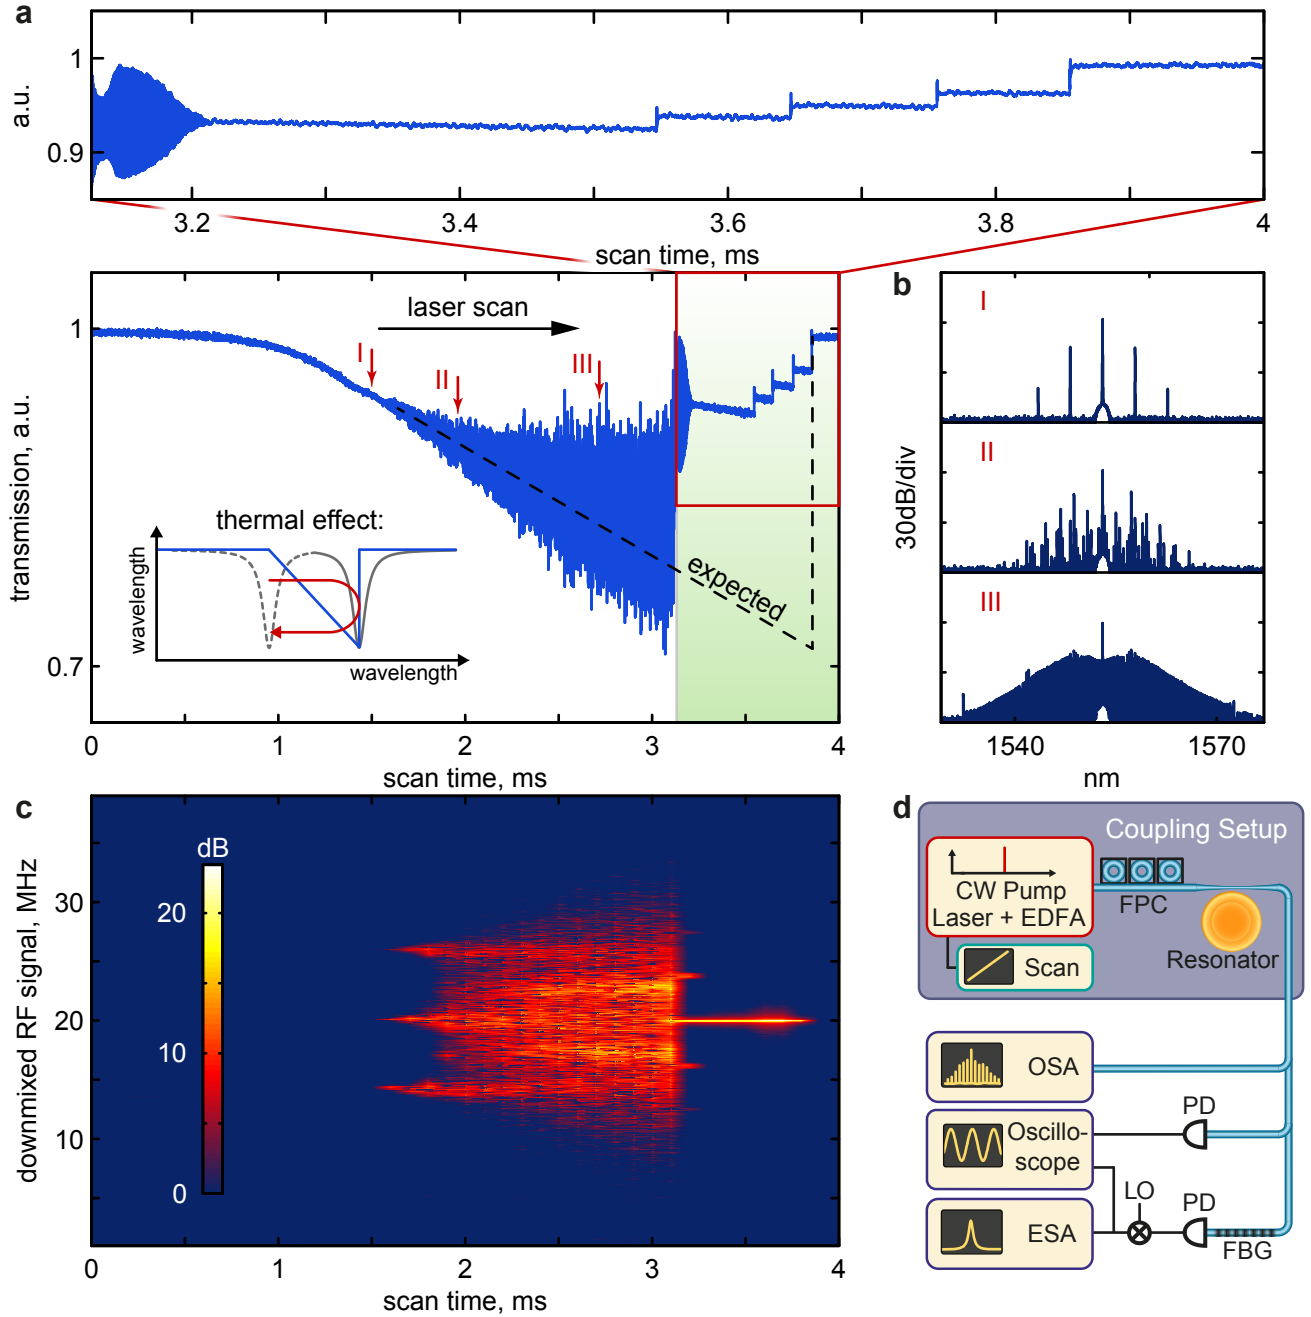 a
a.u.
1
0.9
3.2 3.4 3.6 3.8 4
scan time, ms
transmission, a.u.
1
0.7
laser scan
I
II
III
thermal effect:
wavelength
wavelength
expected
0 1 2 3 4
scan time, ms
b
30dB/div
I
II
III
1540 1570
nm
c
downmixed RF signal, MHz
30
20
10
dB
20
10
0
0 1 2 3 4
scan time, ms
d
Coupling Setup
CW Pump
Laser + EDFA
FPC
Scan
Resonator
OSA
PD
Oscillo-
scope
LO
PD
ESA
FBG